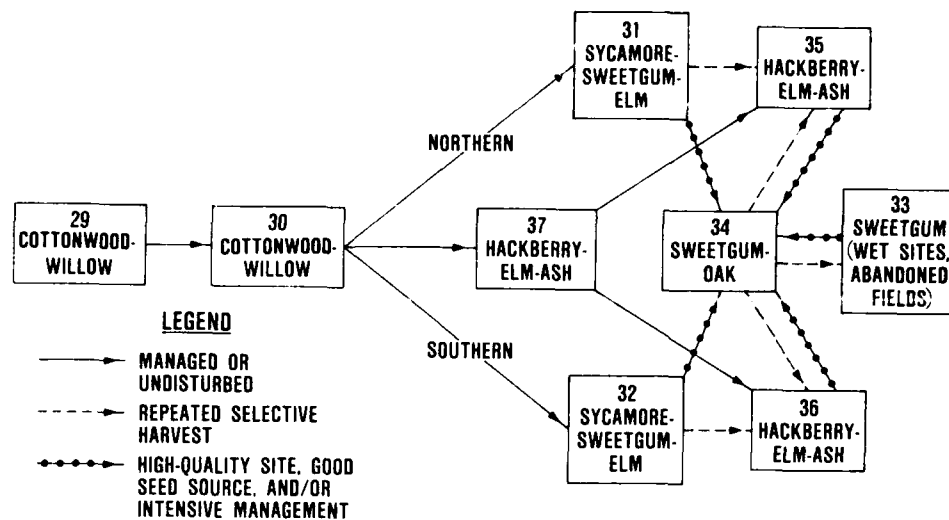 29
COTTONWOOD-
WILLOW
30
COTTONWOOD-
WILLOW
NORTHERN
SOUTHERN
31
SYCAMORE-
SWEETGUM-
ELM
35
HACKBERRY-
ELM-ASH
37
HACKBERRY-
ELM-ASH
34
SWEETGUM-
OAK
33
SWEETGUM
(WET SITES,
ABANDONED
FIELDS)
32
SYCAMORE-
SWEETGUM-
ELM
36
HACKBERRY-
ELM-ASH
LEGEND
MANAGED OR
UNDISTURBED
REPEATED SELECTIVE
HARVEST
HIGH-QUALITY SITE, GOOD
SEED SOURCE, AND/OR
INTENSIVE MANAGEMENT